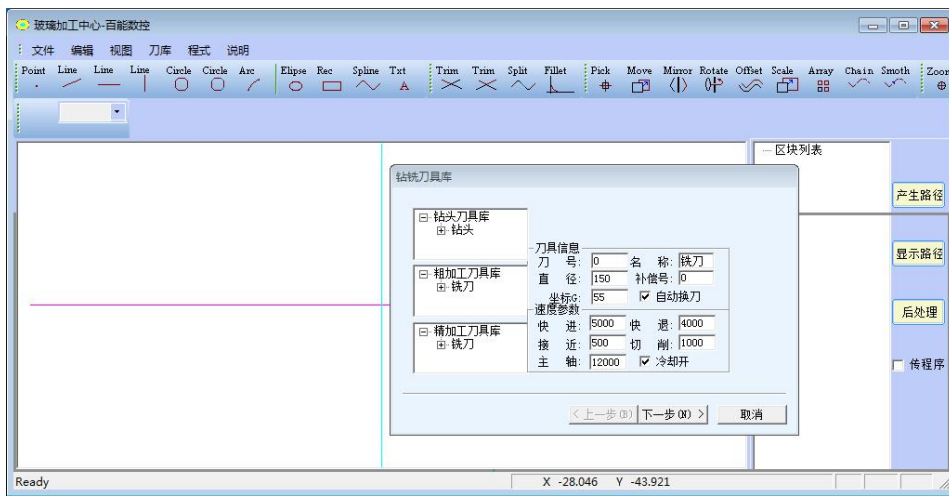 玻璃加工中心-百能数控
文件 编辑 视图 刀库 程式 说明
Point Line Line Line Circle Circle Arc Elipse Rec Spline Txt Trim Trim Split Fillet Pick Move Mirror Rotate Offset Scale Array Chain Smoth Zoor
A
区块列表
钻铣刀具库
产生路径
钻头刀具库
钻头
刀具信息
刀 号: 0 名 称: 铣刀
显示路径
粗加工刀具库
铣刀
直 径: 150 补偿号: 0
坐标G: 55 自动换刀
速度参数
后处理
快 进: 5000 快 退: 4000
精加工刀具库
铣刀
接 近: 500 切 削: 1000
主 轴: 12000 冷却开
传程序
<上一步(B) 下一步(N) > 取消
Ready X -28.046 Y -43.921